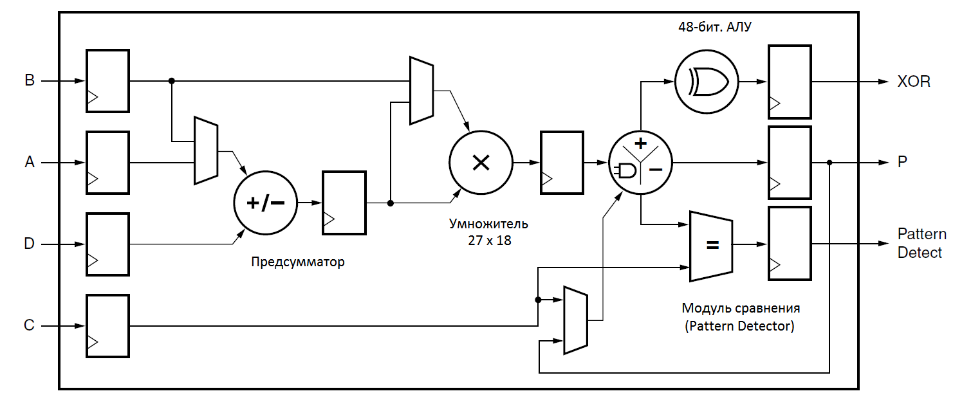 48-бит. АЛУ
B
XOR
A
+
−
P
×
+/−
Умножитель
27 x 18
D
Предсумматор
=
Pattern
Detect
C
Модуль сравнения
(Pattern Detector)